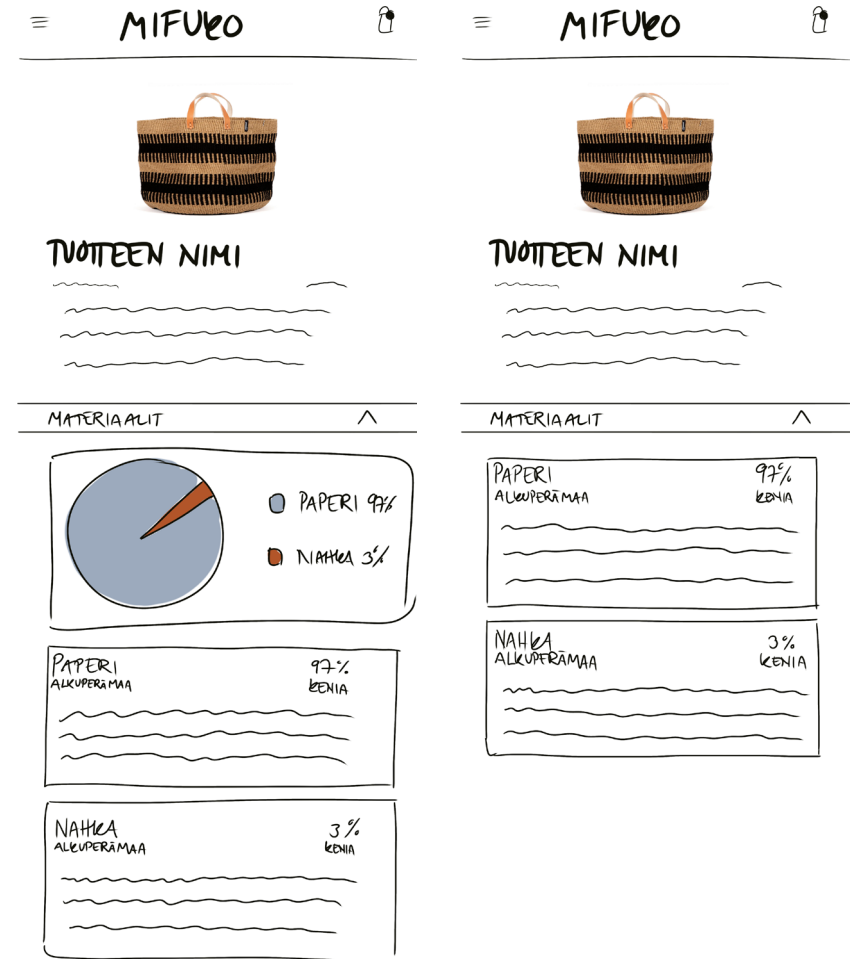 MIFUKO
TUOTTEEN NIMI
MATERIAALIT
PAPERI 97%
NAHKA 3%
PAPERI 97%
ALKUPERÄMAA KENIA
NAHKA 3%
ALKUPERÄMAA KENIA
MIFUKO
TUOTTEEN NIMI
MATERIAALIT
PAPERI 97%
ALKUPERÄMAA KENIA
NAHKA 3%
ALKUPERÄMAA KENIA